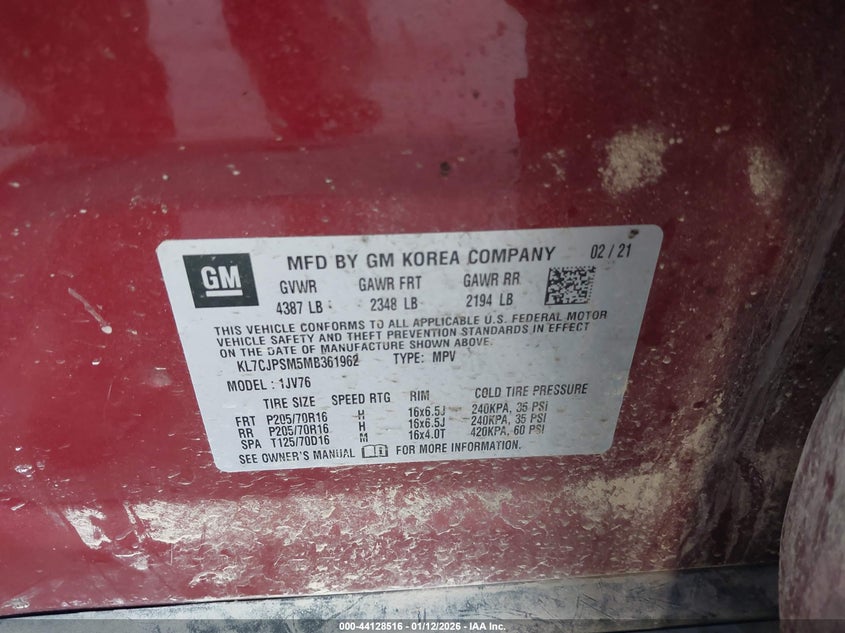 GM
MFD BY GM KOREA COMPANY 02 / 21
GVWR GAWR FRT GAWR RR
4387 LB 2348 LB 2194 LB
THIS VEHICLE CONFORMS TO ALL APPLICABLE U.S. FEDERAL MOTOR
VEHICLE SAFETY AND THEFT PREVENTION STANDARDS IN EFFECT
ON THE DATE OF MANUFACTURE SHOWN ABOVE.
KL7CJPSM5MB361962 TYPE: MPV
MODEL: 1JV76
TIRE SIZE SPEED RTG RIM COLD TIRE PRESSURE
FRT P205/70R16 H 16x6.5J 240KPA, 35 PSI
RR P205/70R16 H 16x6.5J 240KPA, 35 PSI
SPA T125/70D16 M 16x4.0T 420KPA, 60 PSI
SEE OWNER'S MANUAL FOR MORE INFORMATION.
000-44128516 - 01/12/2026 - IAA Inc.